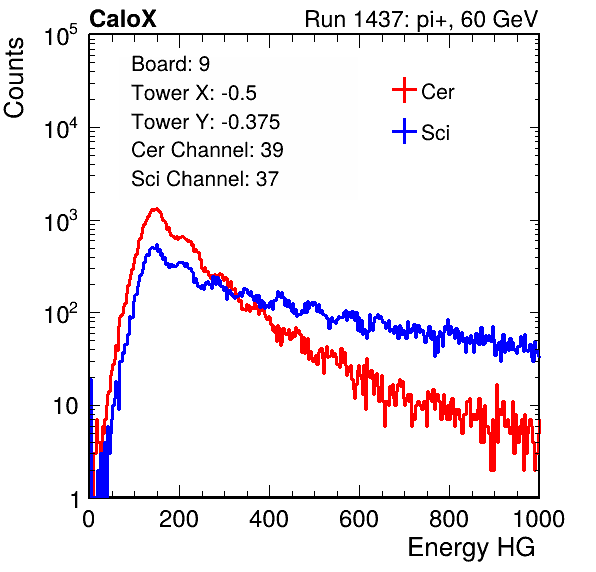 CaloX Run 1437: pi+, 60 GeV
Counts
Board: 9
Tower X: -0.5
Tower Y: -0.375
Cer Channel: 39
Sci Channel: 37
Cer
Sci
10^5
10^4
10^3
10^2
10
1
0 200 400 600 800 1000
Energy HG